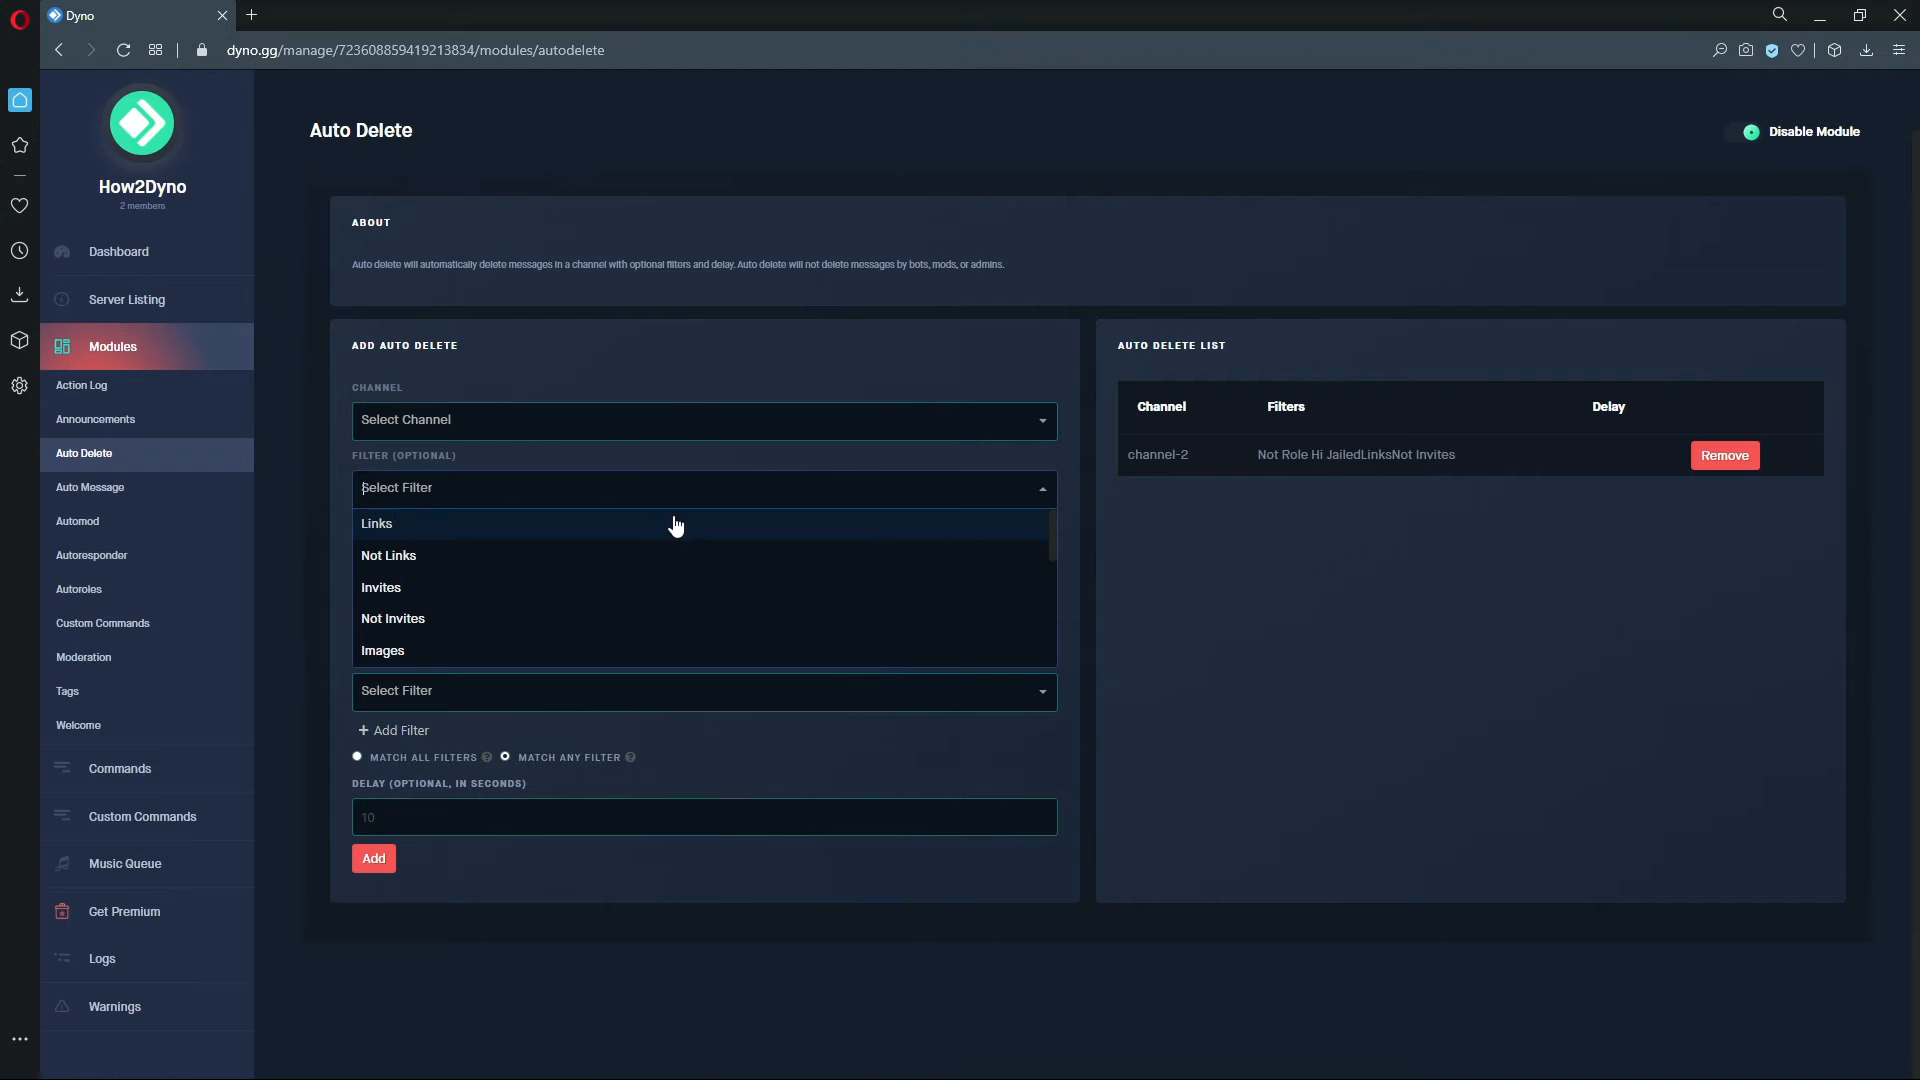 Dyno
dyno.gg/manage/723608859419213834/modules/autodelete
How2Dyno
2 members
Dashboard
Server Listing
Modules
Action Log
Announcements
Auto Delete
Auto Message
Automod
Autoresponder
Autoroles
Custom Commands
Moderation
Tags
Welcome
Commands
Custom Commands
Music Queue
Get Premium
Logs
Warnings
Auto Delete
Disable Module
ABOUT
Auto delete will automatically delete messages in a channel with optional filters and delay. Auto delete will not delete messages by bots, mods, or admins.
ADD AUTO DELETE
CHANNEL
Select Channel
FILTER (OPTIONAL)
Select Filter
Links
Not Links
Invites
Not Invites
Images
Select Filter
+ Add Filter
MATCH ALL FILTERS ? MATCH ANY FILTER ?
DELAY (OPTIONAL, IN SECONDS)
10
Add
AUTO DELETE LIST
Channel Filters Delay
channel-2 Not Role Hi JailedLinksNot Invites Remove